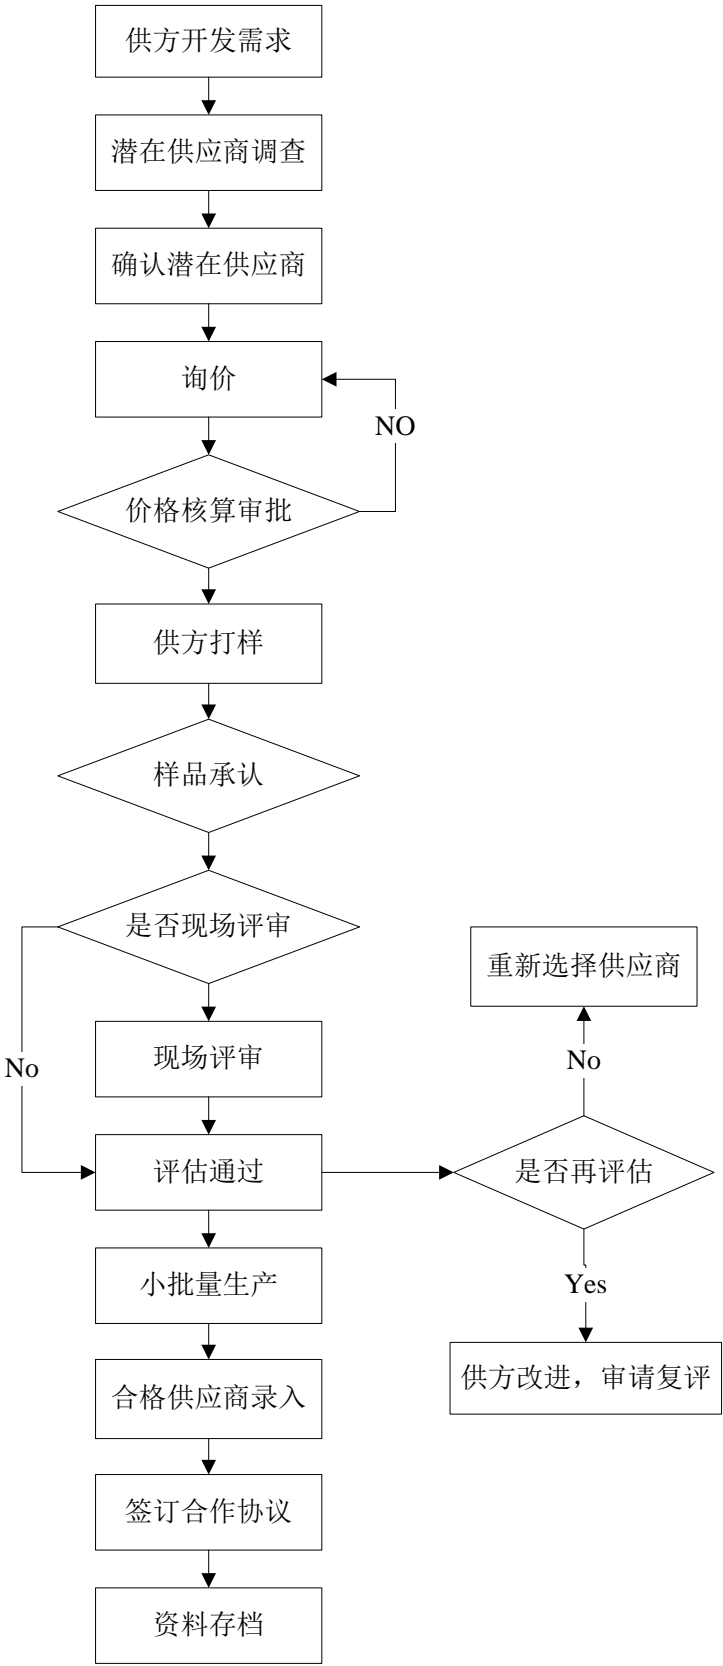 供方开发需求
潜在供应商调查
确认潜在供应商
询价
NO
价格核算审批
供方打样
样品承认
是否现场评审
重新选择供应商
现场评审
No
No
评估通过
是否再评估
小批量生产
Yes
供方改进，审请复评
合格供应商录入
签订合作协议
资料存档